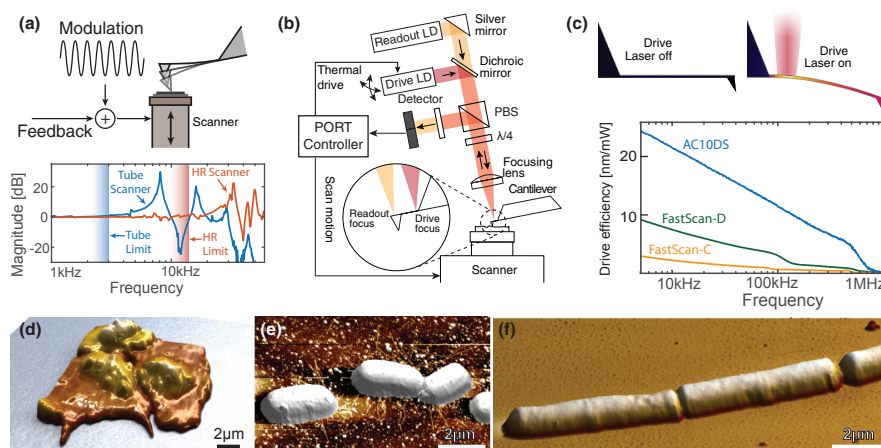 (a)
Modulation
Feedback
Scanner
Magnitude [dB]
20
0
-20
Tube
Scanner
HR Scanner
Tube
Limit
HR
Limit
1kHz
10kHz
Frequency
(b)
Silver
mirror
Readout LD
Dichroic
mirror
Thermal
drive
Drive LD
Detector
PBS
PORT
Controller
λ/4
Focusing
lens
Cantilever
Scan motion
Readout
focus
Drive
focus
Scanner
(c)
Drive
Laser off
Drive
Laser on
Drive efficiency [nm/mW]
20
10
AC10DS
FastScan-D
FastScan-C
10kHz
100kHz
1MHz
Frequency
(d)
2μm
(e)
2μm
(f)
2μm